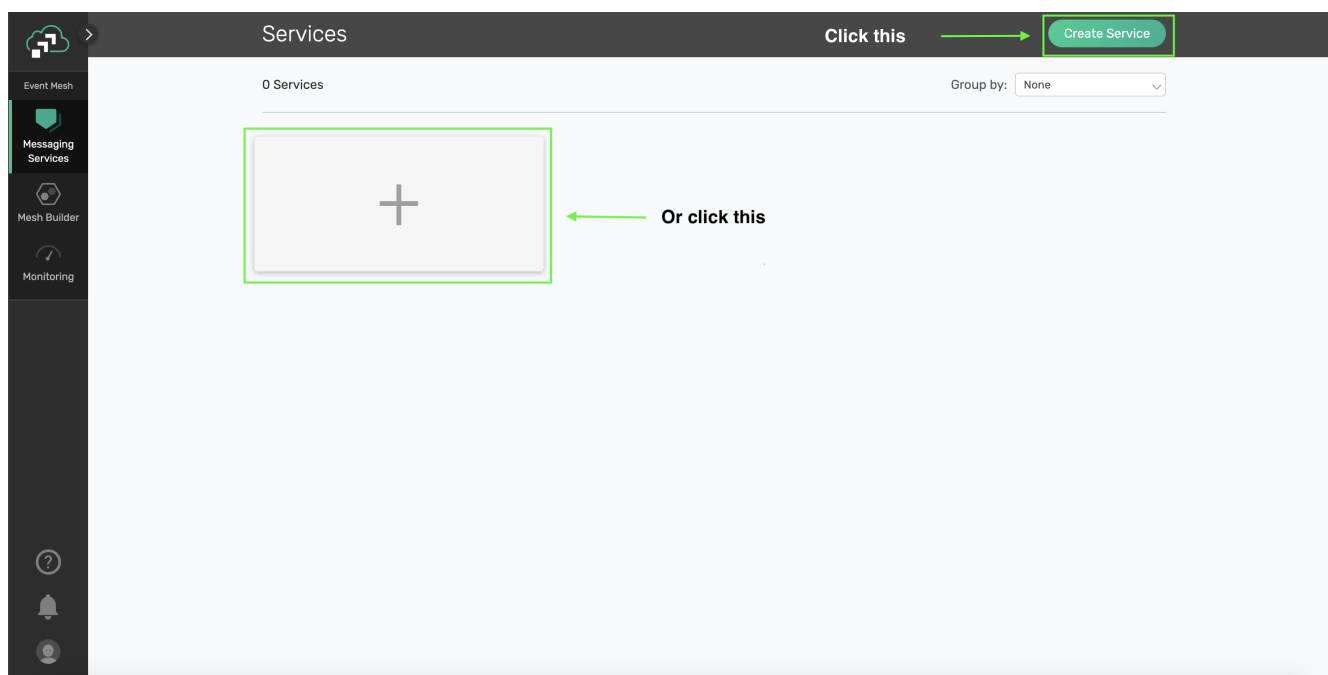 Services
Click this
Create Service
Event Mesh
0 Services
Group by: None
Messaging
Services
Mesh Builder
Or click this
Monitoring